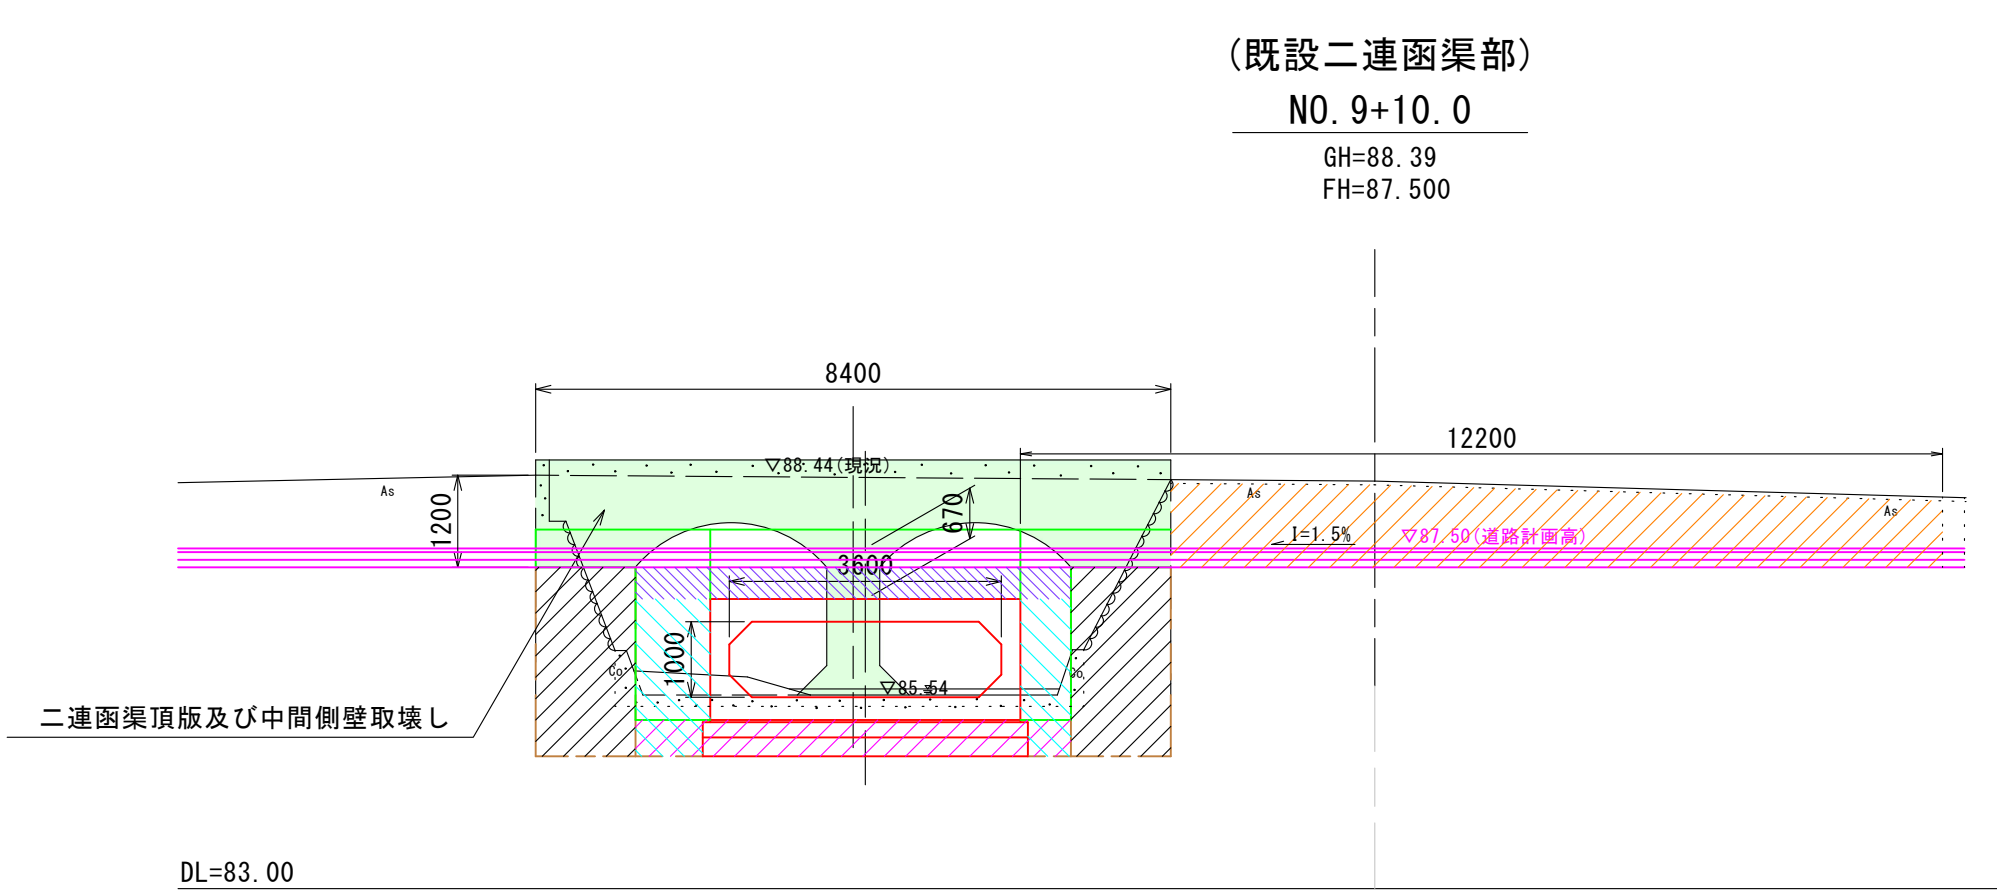 (既設二連函渠部)
NO.9+10.0
GH=88.39
FH=87.500
8400
12200
▽88.44(現況)
As
As
As
1200
670
I=1.5%
▽87.50(道路計画高)
3600
1000
Co
Co
▽85.54
二連函渠頂版及び中間側壁取壊し
DL=83.00